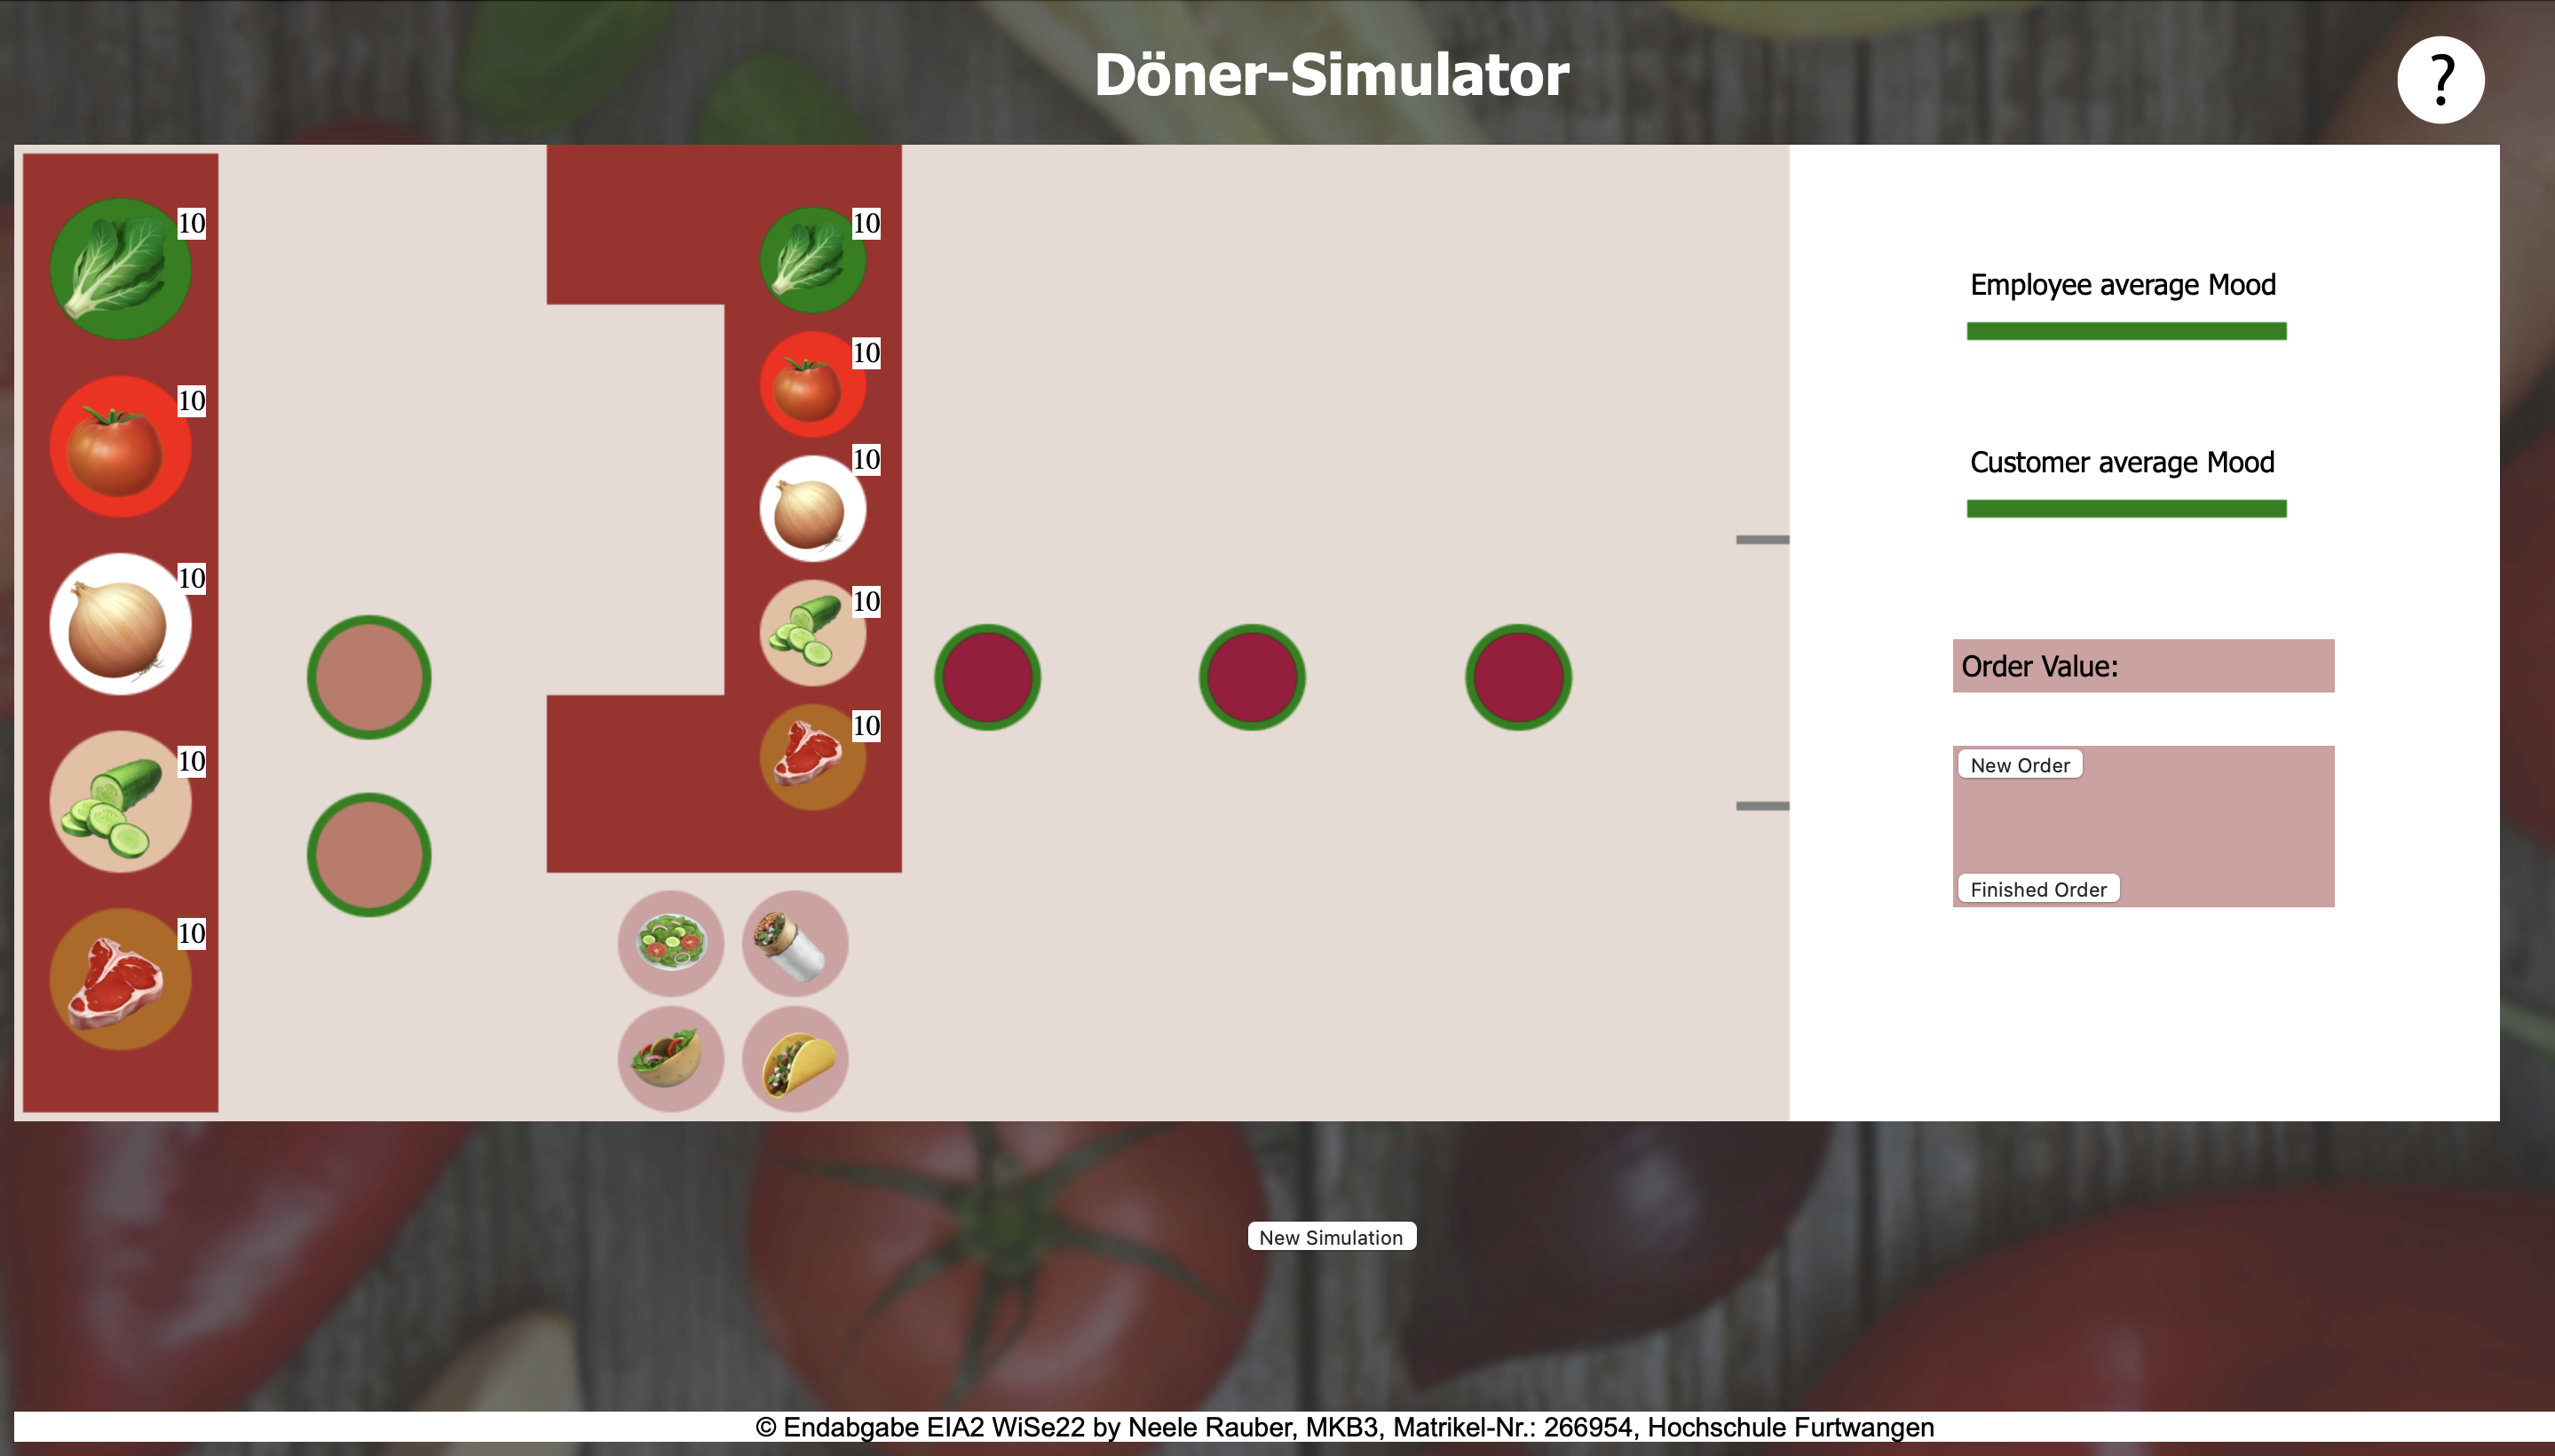 Döner-Simulator
?
10
10
10
10
10
10
10
10
10
10
Employee average Mood
Customer average Mood
Order Value:
New Order
Finished Order
New Simulation
© Endabgabe EIA2 WiSe22 by Neele Rauber, MKB3, Matrikel-Nr.: 266954, Hochschule Furtwangen